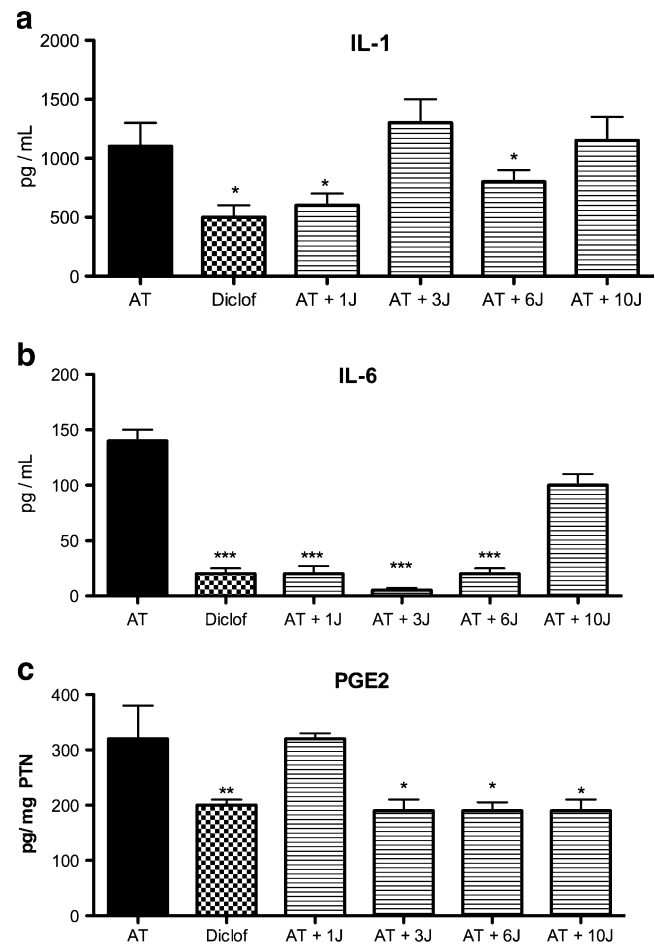 a
IL-1
2000
1500
1000
500
0
pg / mL
*
*
*
AT Diclof AT + 1J AT + 3J AT + 6J AT + 10J
b
IL-6
200
150
100
50
0
pg / mL
*** *** *** ***
AT Diclof AT + 1J AT + 3J AT + 6J AT + 10J
c
PGE2
400
300
200
100
0
pg/mg PTN
** * * *
AT Diclof AT + 1J AT + 3J AT + 6J AT + 10J